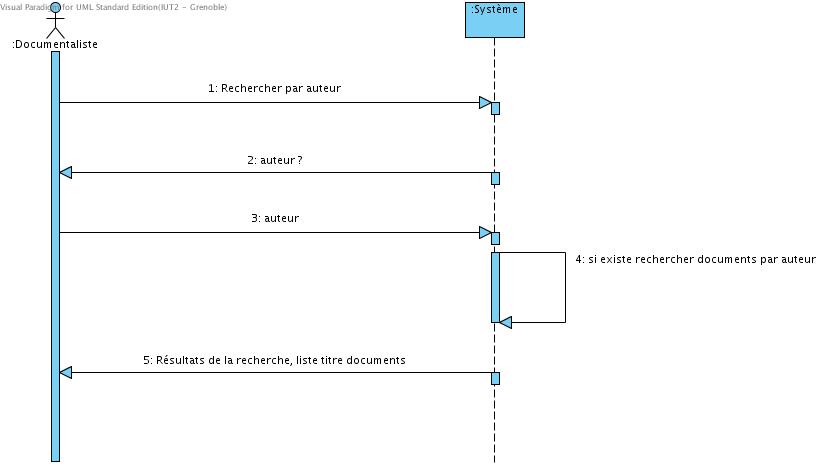 Visual Paradigm for UML Standard Edition(IUT2 - Grenoble)
:Système
:Documentaliste
1: Rechercher par auteur
2: auteur ?
3: auteur
4: si existe rechercher documents par auteur
5: Résultats de la recherche, liste titre documents